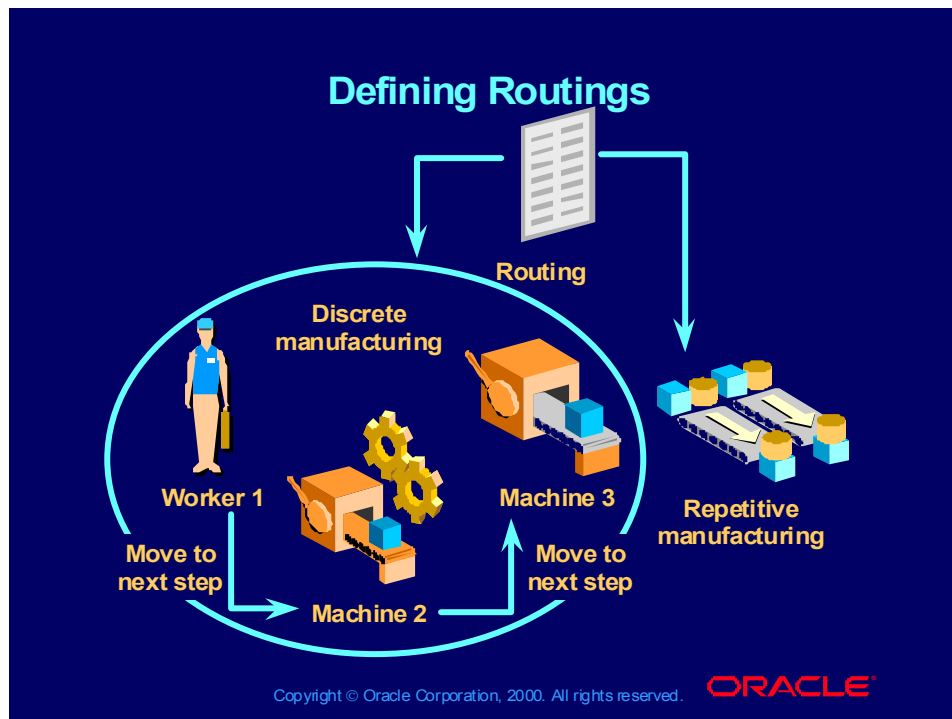 Defining Routings
Routing
Discrete
manufacturing
Worker 1
Machine 3
Repetitive
manufacturing
Move to
next step
Move to
next step
Machine 2
Copyright © Oracle Corporation, 2000. All rights reserved.
ORACLE®